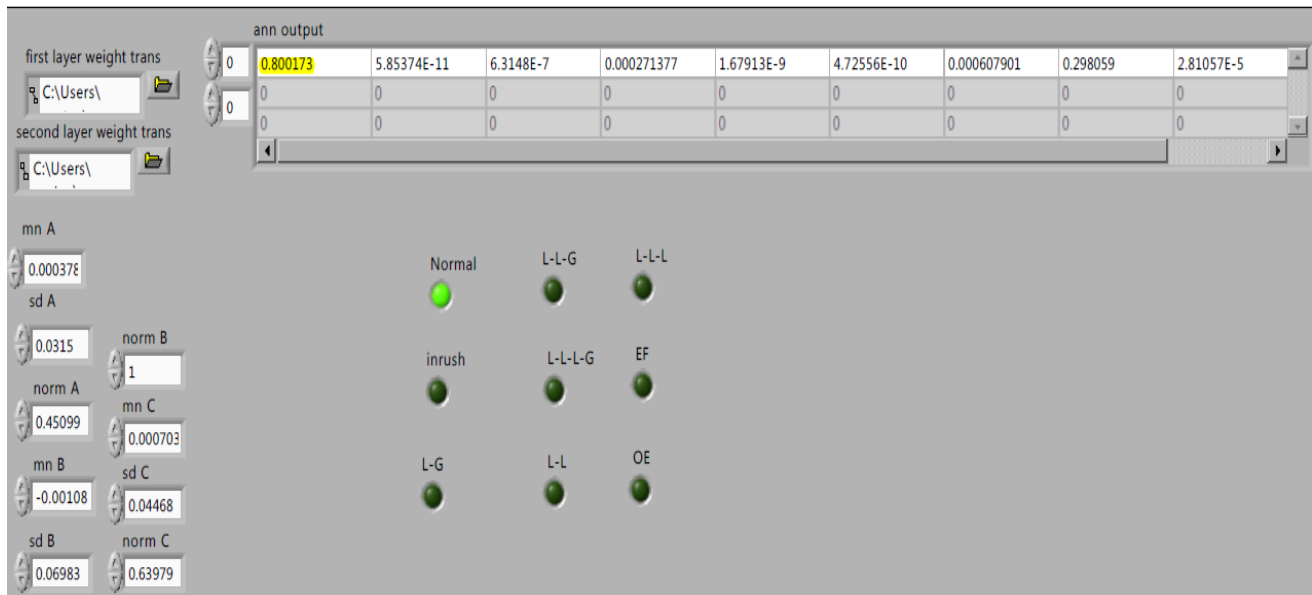 ann output
first layer weight trans
0
0.800173 5.85374E-11 6.3148E-7 0.000271377 1.67913E-9 4.72556E-10 0.000607901 0.298059 2.81057E-5
C:\Users\
0 0 0 0 0 0 0 0 0
0
0 0 0 0 0 0 0 0 0
second layer weight trans
C:\Users\
mn A
0.000378
sd A
0.0315
norm A
0.45099
mn B
-0.00108
sd B
0.06983
norm B
1
mn C
0.000703
sd C
0.04468
norm C
0.63979
Normal L-L-G L-L-L
inrush L-L-L-G EF
L-G L-L OE